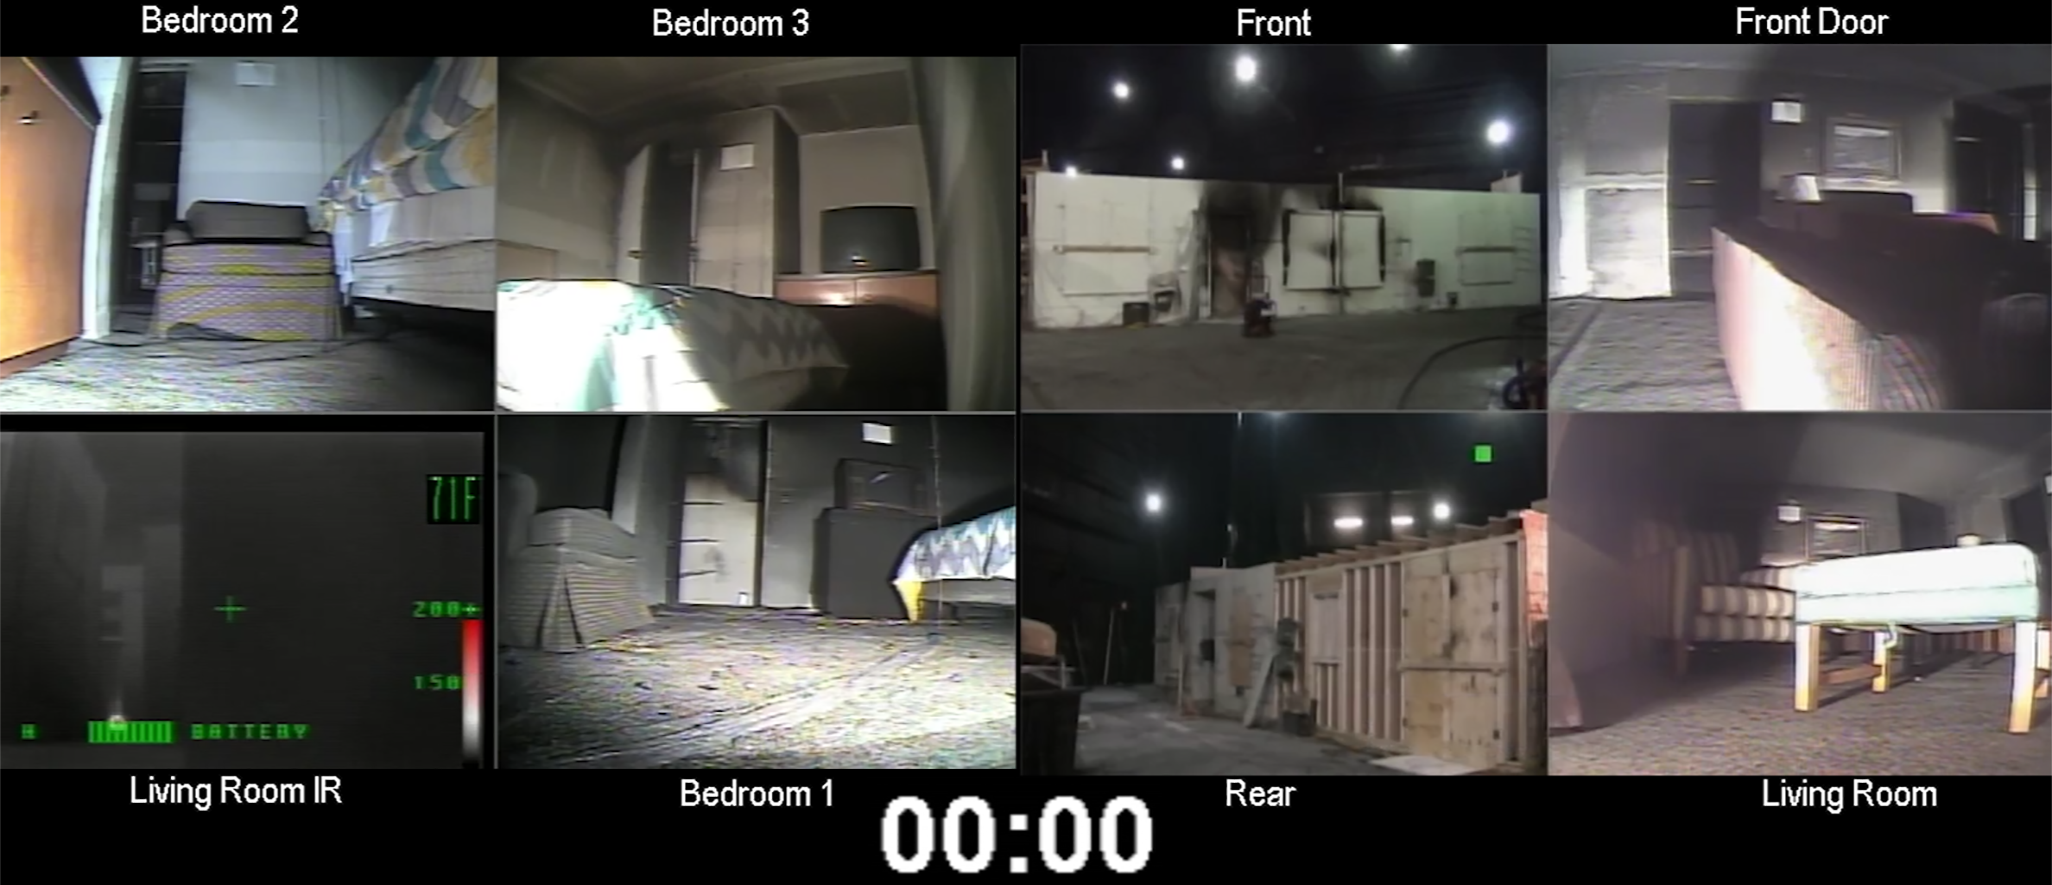 Bedroom 2
Bedroom 3
Front
Front Door
71F
200+
150
BATTERY
Living Room IR
Bedroom 1
Rear
Living Room
00:00